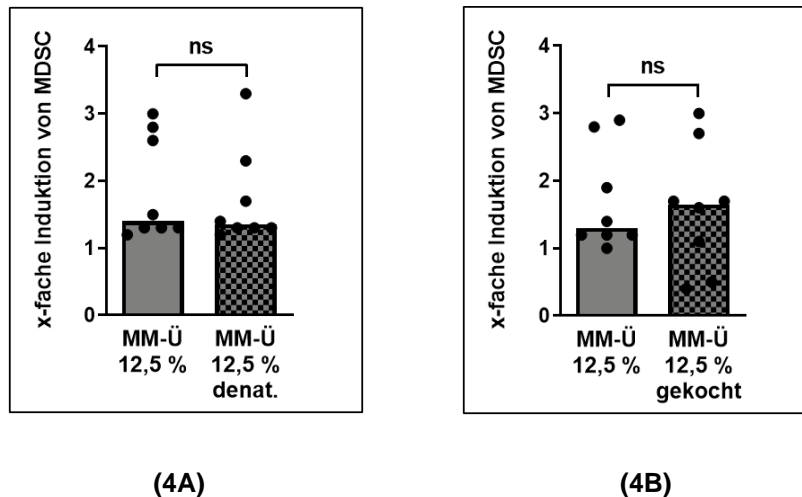 x-fache Induktion von MDSC
4
3
2
1
0
ns
MM-Ü
12,5 %
MM-Ü
12,5 %
denat.
x-fache Induktion von MDSC
4
3
2
1
0
ns
MM-Ü
12,5 %
MM-Ü
12,5 %
gekocht
(4A)
(4B)